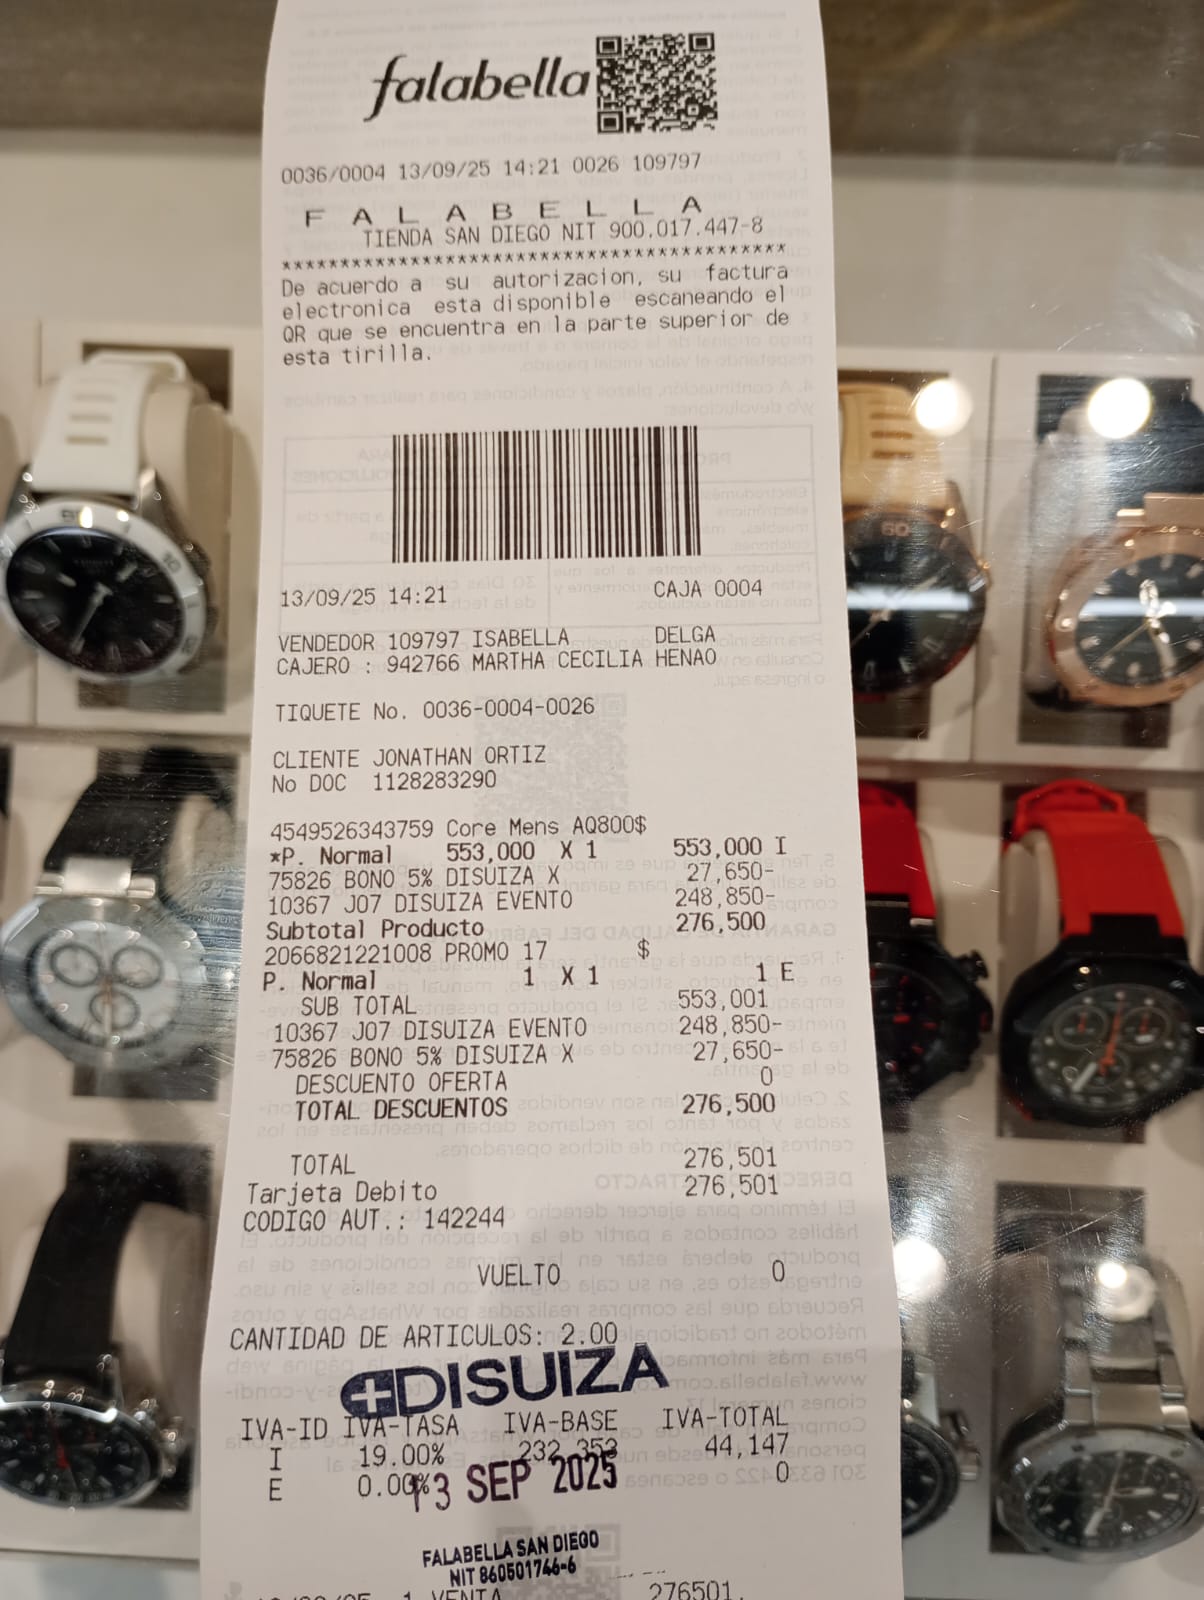 falabella
0036/0004 13/09/25 14:21 0026 109797
F A L A B E L L A
TIENDA SAN DIEGO NIT 900.017.447-8
******************************************
De acuerdo a su autorizacion, su factura
electronica esta disponible escaneando el
QR que se encuentra en la parte superior de
esta tirilla.
13/09/25 14:21 CAJA 0004
VENDEDOR 109797 ISABELLA DELGA
CAJERO : 942766 MARTHA CECILIA HENAO
TIQUETE No. 0036-0004-0026
CLIENTE JONATHAN ORTIZ
No DOC 1128283290
4549526343759 Core Mens AQ800$
*P. Normal 553,000 X 1 553,000 I
75826 BONO 5% DISUIZA X 27,650-
10367 J07 DISUIZA EVENTO 248,850-
Subtotal Producto 276,500
2066821221008 PROMO 17 $
P. Normal 1 X 1 1 E
SUB TOTAL 553,001
10367 J07 DISUIZA EVENTO 248,850-
75826 BONO 5% DISUIZA X 27,650-
DESCUENTO OFERTA 0
TOTAL DESCUENTOS 276,500
TOTAL 276,501
Tarjeta Debito 276,501
CODIGO AUT.: 142244
VUELTO 0
CANTIDAD DE ARTICULOS: 2.00
DISUIZA
IVA-ID IVA-TASA IVA-BASE IVA-TOTAL
I 19.00% 232,353 44,147
E 0.00% 0
13 SEP 2025
FALABELLA SAN DIEGO
NIT 860501746-6
1 VENTA 276501.